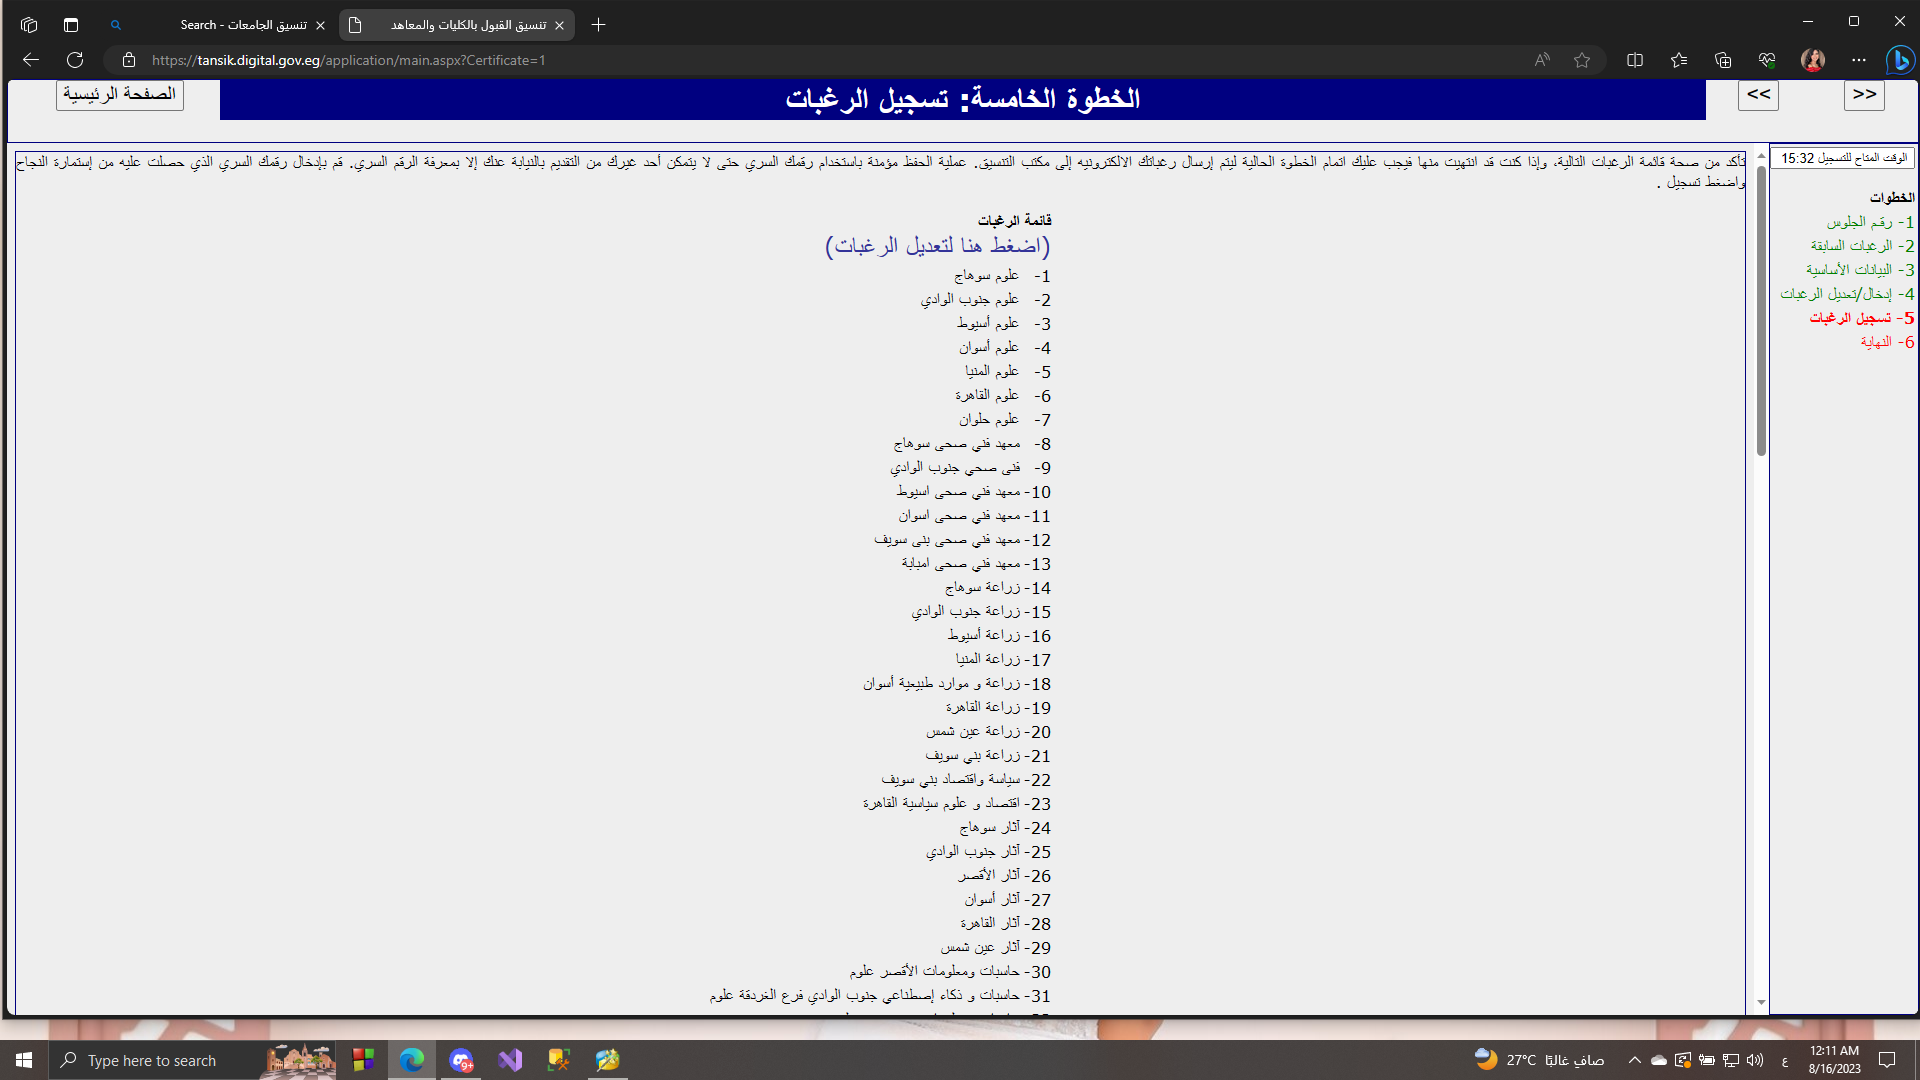 تنسيق الجامعات - Search
تنسيق القبول بالكليات والمعاهد
https://tansik.digital.gov.eg/application/main.aspx?Certificate=1
الصفحة الرئيسية
الخطوة الخامسة: تسجيل الرغبات
<<
>>
تأكد من صحة قائمة الرغبات التالية، وإذا كنت قد انتهيت منها فيجب عليك اتمام الخطوة الحالية ليتم إرسال رغباتك الالكترونيه إلى مكتب التنسيق. عملية الحفظ مؤمنة باستخدام رقمك السري حتى لا يتمكن أحد غيرك من التقديم بالنيابة عنك إلا بمعرفة الرقم السري. قم بإدخال رقمك السري الذي حصلت عليه من إستمارة النجاح
واضغط تسجيل .
قائمة الرغبات
(اضغط هنا لتعديل الرغبات)
1- علوم سوهاج
2- علوم جنوب الوادي
3- علوم أسيوط
4- علوم أسوان
5- علوم المنيا
6- علوم القاهرة
7- علوم حلوان
8- معهد فني صحى سوهاج
9- فنى صحي جنوب الوادي
10- معهد فني صحى اسيوط
11- معهد فني صحى اسوان
12- معهد فني صحى بنى سويف
13- معهد فني صحى امبابة
14- زراعة سوهاج
15- زراعة جنوب الوادي
16- زراعة أسيوط
17- زراعة المنيا
18- زراعة و موارد طبيعية أسوان
19- زراعة القاهرة
20- زراعة عين شمس
21- زراعة بني سويف
22- سياسة واقتصاد بني سويف
23- اقتصاد و علوم سياسية القاهرة
24- آثار سوهاج
25- آثار جنوب الوادي
26- آثار الأقصر
27- آثار أسوان
28- آثار القاهرة
29- آثار عين شمس
30- حاسبات ومعلومات الأقصر علوم
31- حاسبات و ذكاء إصطناعي جنوب الوادي فرع الغردقة علوم
الوقت المتاح للتسجيل 15:32
الخطوات
1- رقم الجلوس
2- الرغبات السابقة
3- البيانات الأساسية
4- إدخال/تعديل الرغبات
5- تسجيل الرغبات
6- النهاية
Type here to search
9+
27°C صافٍ غالبًا
ع
12:11 AM
8/16/2023